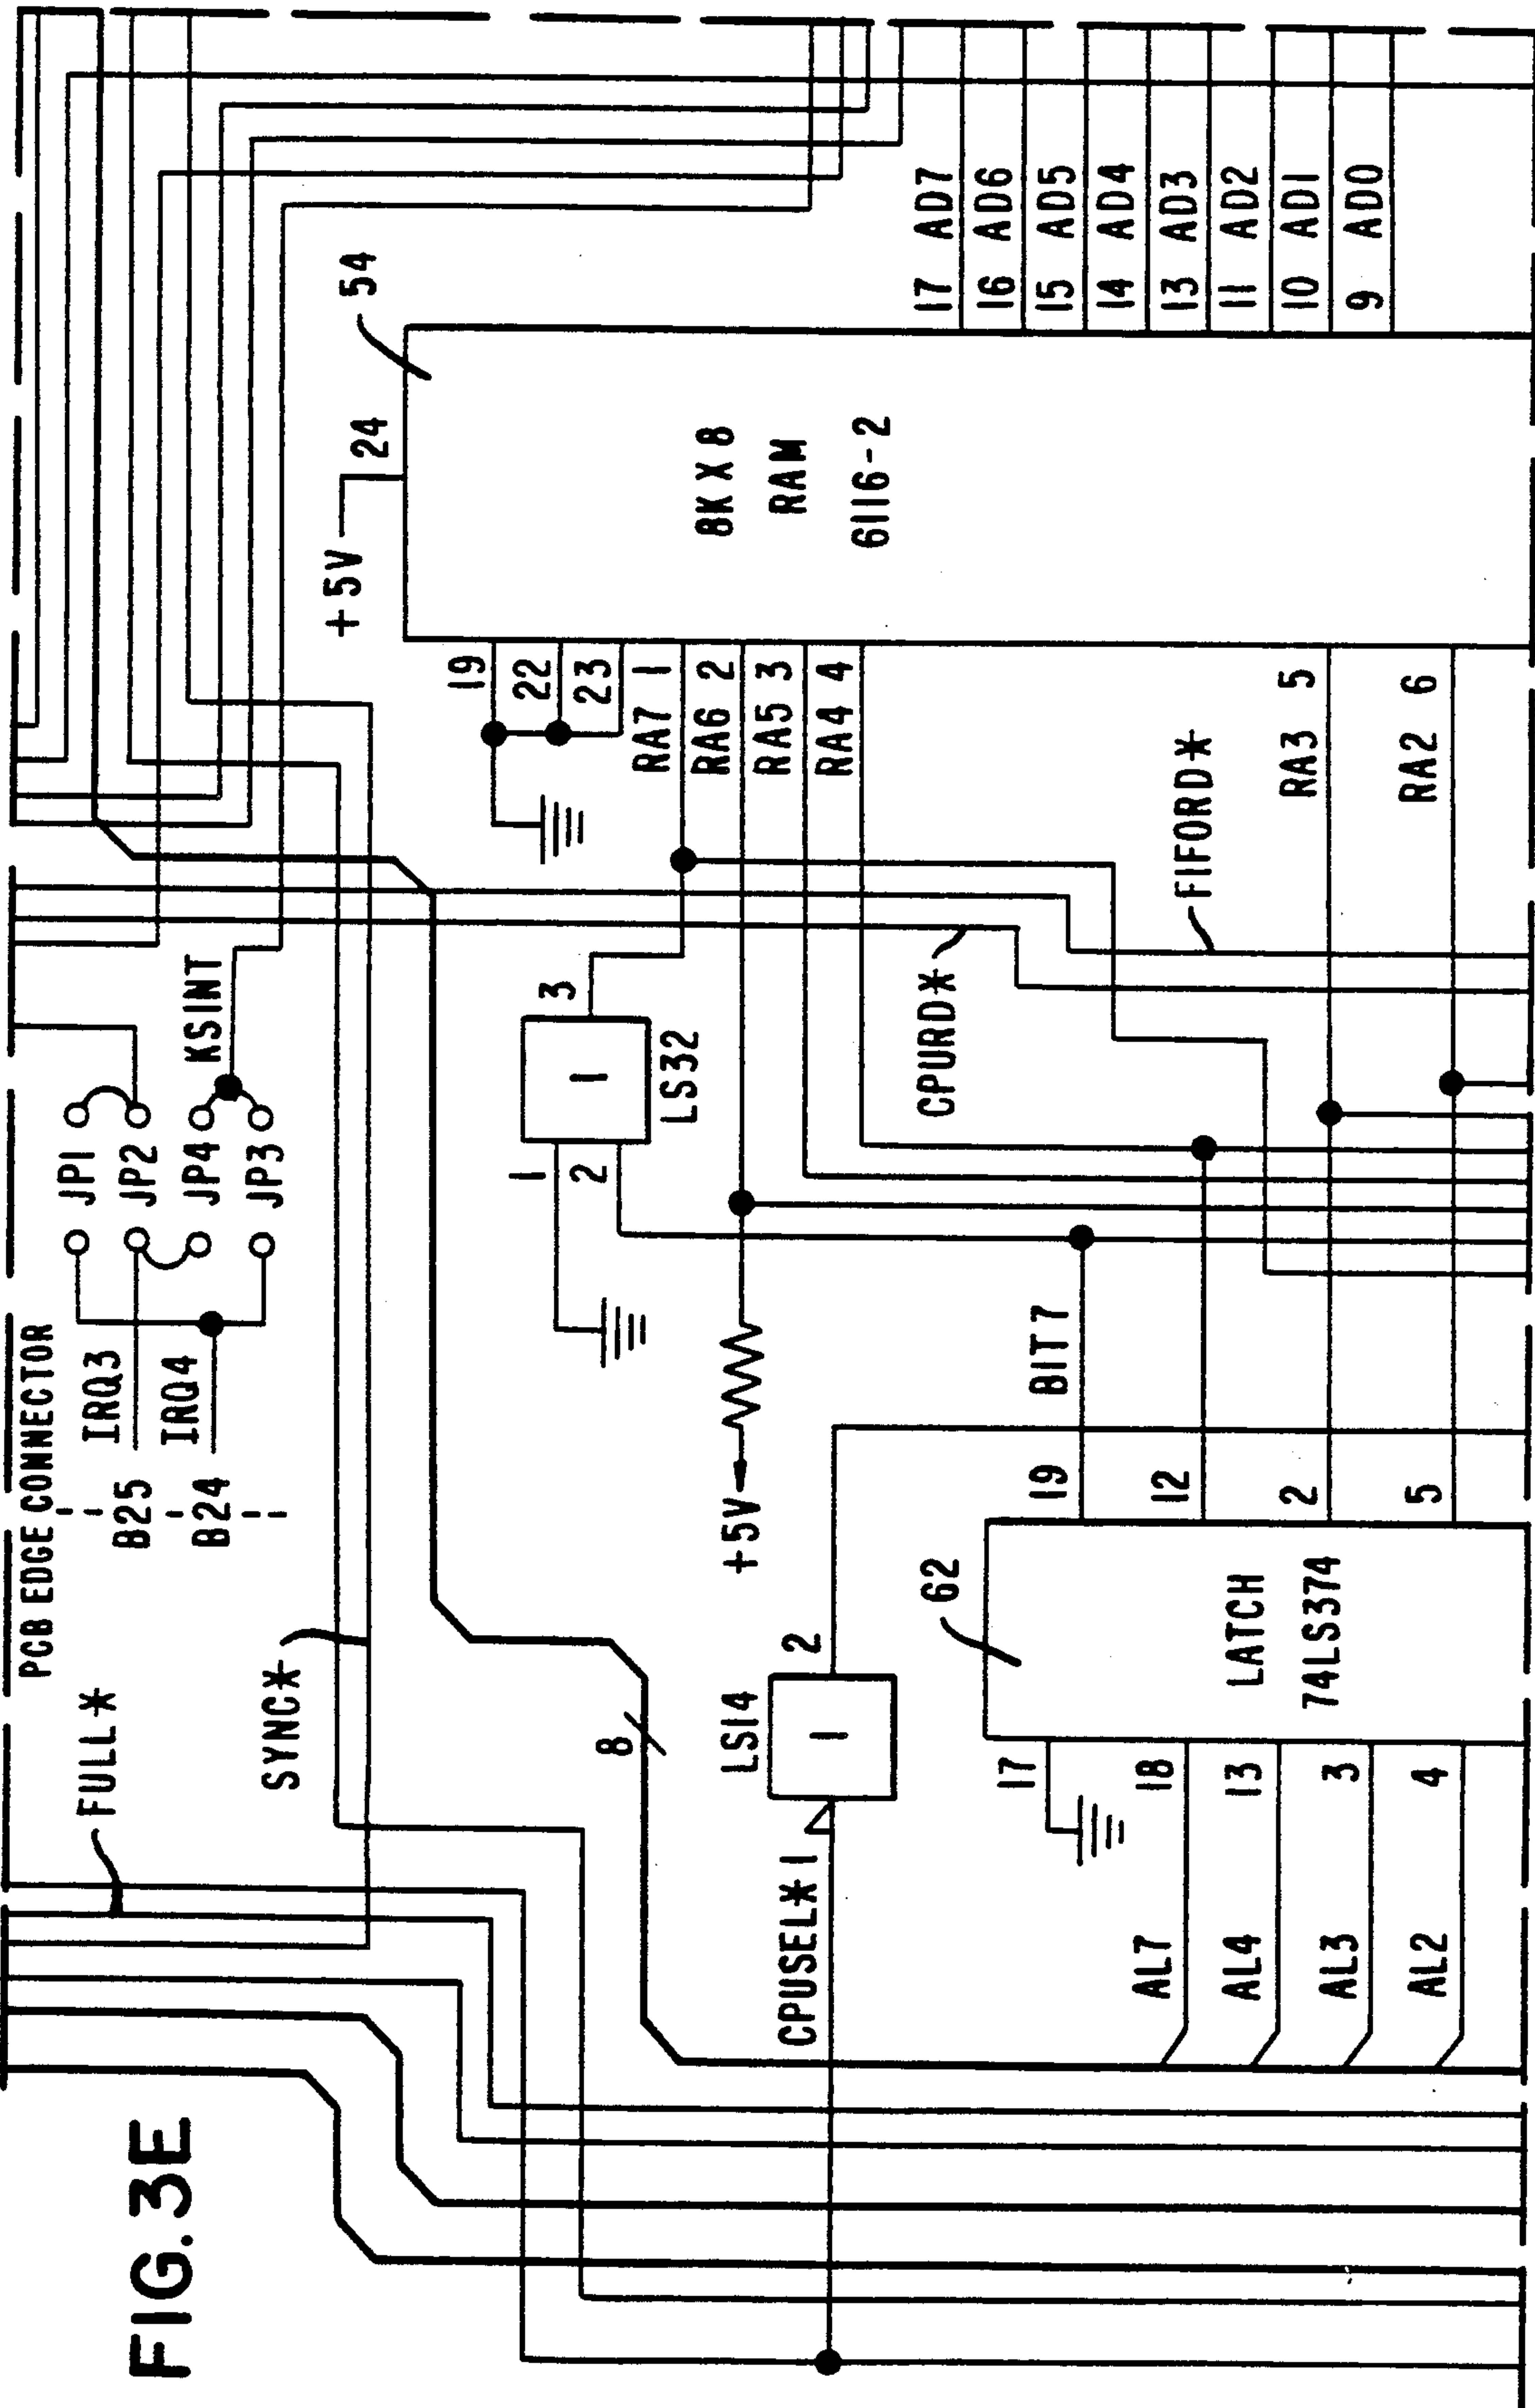 FIG. 3E
FULL*
SYNC*
PCB EDGE CONNECTOR
B25 IRQ3
B24 IRQ4
JP1
JP2
JP4
JP3
KSINT
8
+5V
24
54
8K X 8
RAM
6116-2
19
22
23
RA7 1
RA6 2
RA5 3
RA4 4
RA3 5
RA2 6
17 AD7
16 AD6
15 AD5
14 AD4
13 AD3
11 AD2
10 AD1
9 AD0
1
2
1
3
LS32
+5V
CPURD*
FIFORD*
CPUSEL* 1
LS14
1
2
62
LATCH
74LS374
17
AL7 18
AL4 13
AL3 3
AL2 4
19 BIT7
12
2
5